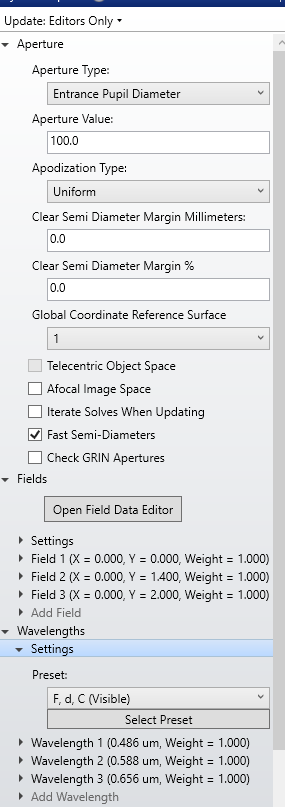 Update: Editors Only
Aperture
Aperture Type:
Entrance Pupil Diameter
Aperture Value:
100.0
Apodization Type:
Uniform
Clear Semi Diameter Margin Millimeters:
0.0
Clear Semi Diameter Margin %
0.0
Global Coordinate Reference Surface
1
Telecentric Object Space
Afocal Image Space
Iterate Solves When Updating
Fast Semi-Diameters
Check GRIN Apertures
Fields
Open Field Data Editor
Settings
Field 1 (X = 0.000, Y = 0.000, Weight = 1.000)
Field 2 (X = 0.000, Y = 1.400, Weight = 1.000)
Field 3 (X = 0.000, Y = 2.000, Weight = 1.000)
Add Field
Wavelengths
Settings
Preset:
F, d, C (Visible)
Select Preset
Wavelength 1 (0.486 um, Weight = 1.000)
Wavelength 2 (0.588 um, Weight = 1.000)
Wavelength 3 (0.656 um, Weight = 1.000)
Add Wavelength